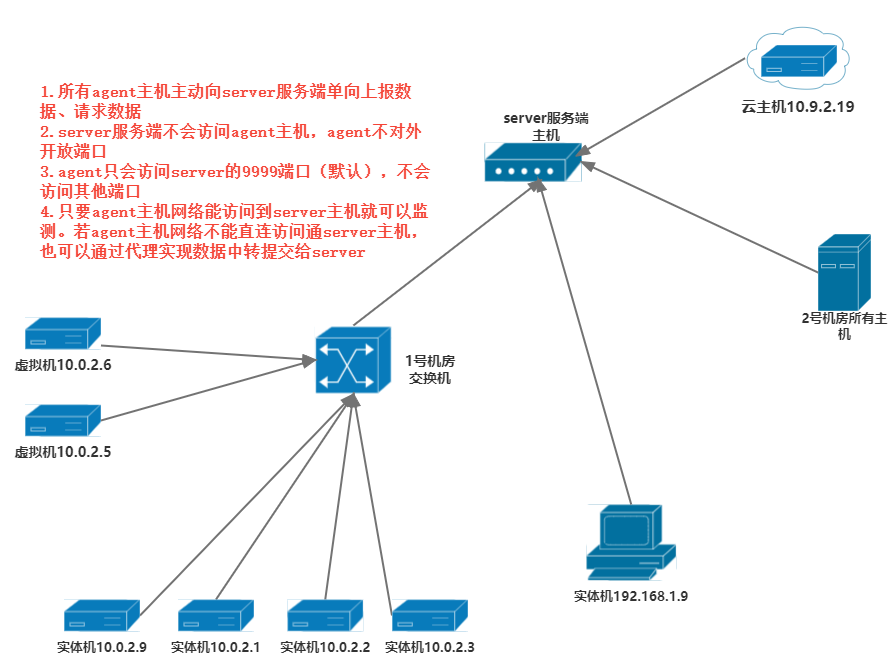 1.所有agent主机主动向server服务端单向上报数
据、请求数据
2.server服务端不会访问agent主机，agent不对外
开放端口
3.agent只会访问server的9999端口（默认），不会
访问其他端口
4.只要agent主机网络能访问到server主机就可以监
测。若agent主机网络不能直连访问通server主机，
也可以通过代理实现数据中转提交给server
server服务端
主机
云主机10.9.2.19
2号机房所有主
机
虚拟机10.0.2.6
1号机房
交换机
虚拟机10.0.2.5
实体机192.168.1.9
实体机10.0.2.9
实体机10.0.2.1
实体机10.0.2.2
实体机10.0.2.3